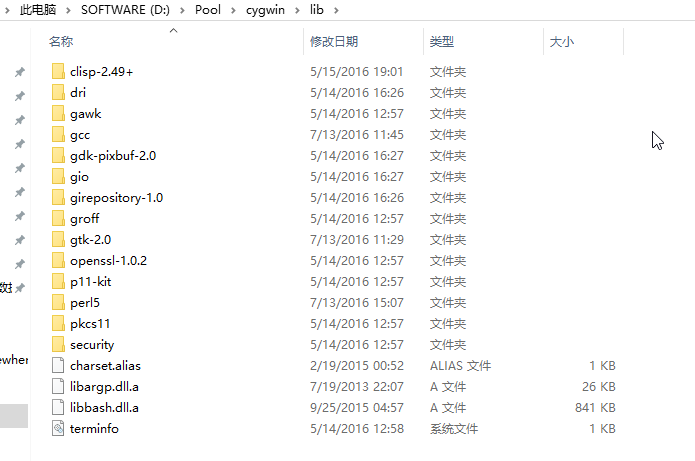 此电脑 > SOFTWARE (D:) > Pool > cygwin > lib >
名称 修改日期 类型 大小
clisp-2.49+ 5/15/2016 19:01 文件夹
dri 5/14/2016 16:26 文件夹
gawk 5/14/2016 12:57 文件夹
gcc 7/13/2016 11:45 文件夹
gdk-pixbuf-2.0 5/14/2016 16:27 文件夹
gio 5/14/2016 16:27 文件夹
girepository-1.0 5/14/2016 16:26 文件夹
groff 5/14/2016 12:57 文件夹
gtk-2.0 7/13/2016 11:29 文件夹
openssl-1.0.2 5/14/2016 12:57 文件夹
p11-kit 5/14/2016 12:57 文件夹
perl5 7/13/2016 15:07 文件夹
pkcs11 5/14/2016 12:57 文件夹
security 5/14/2016 12:57 文件夹
charset.alias 2/19/2015 00:52 ALIAS 文件 1 KB
libargp.dll.a 7/19/2013 22:07 A 文件 26 KB
libbash.dll.a 9/25/2015 04:57 A 文件 841 KB
terminfo 5/14/2016 12:58 系统文件 1 KB